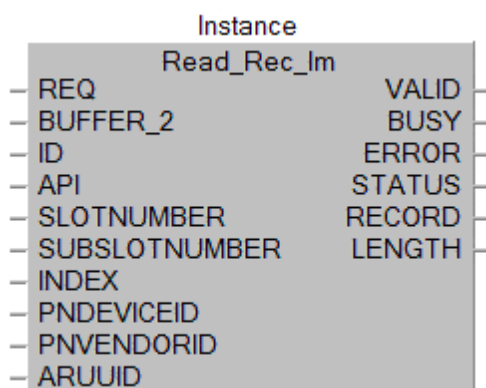 Instance
Read_Rec_Im
REQ VALID
BUFFER_2 BUSY
ID ERROR
API STATUS
SLOTNUMBER RECORD
SUBSLOTNUMBER LENGTH
INDEX
PNDEVICEID
PNVENDORID
ARUUID